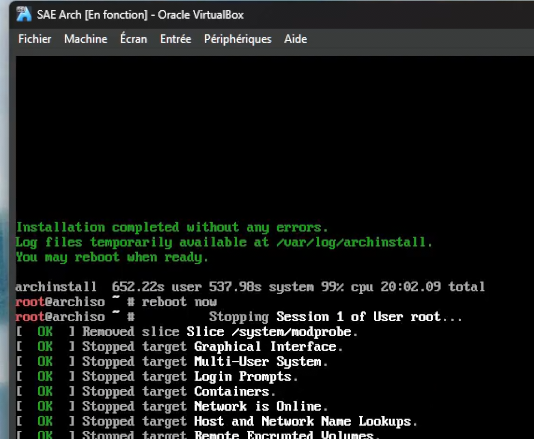 SAE Arch [En fonction] - Oracle VirtualBox
Fichier Machine Écran Entrée Périphériques Aide
Installation completed without any errors.
Log files temporarily available at /var/log/archinstall.
You may reboot when ready.
archinstall 652.22s user 537.98s system 99% cpu 20:02.09 total
root@archiso ~ # reboot now
root@archiso ~ # Stopping Session 1 of User root...
[ OK ] Removed slice Slice /system/modprobe.
[ OK ] Stopped target Graphical Interface.
[ OK ] Stopped target Multi-User System.
[ OK ] Stopped target Login Prompts.
[ OK ] Stopped target Containers.
[ OK ] Stopped target Network is Online.
[ OK ] Stopped target Host and Network Name Lookups.
[ OK ] Stopped target Remote Encrypted Volumes.